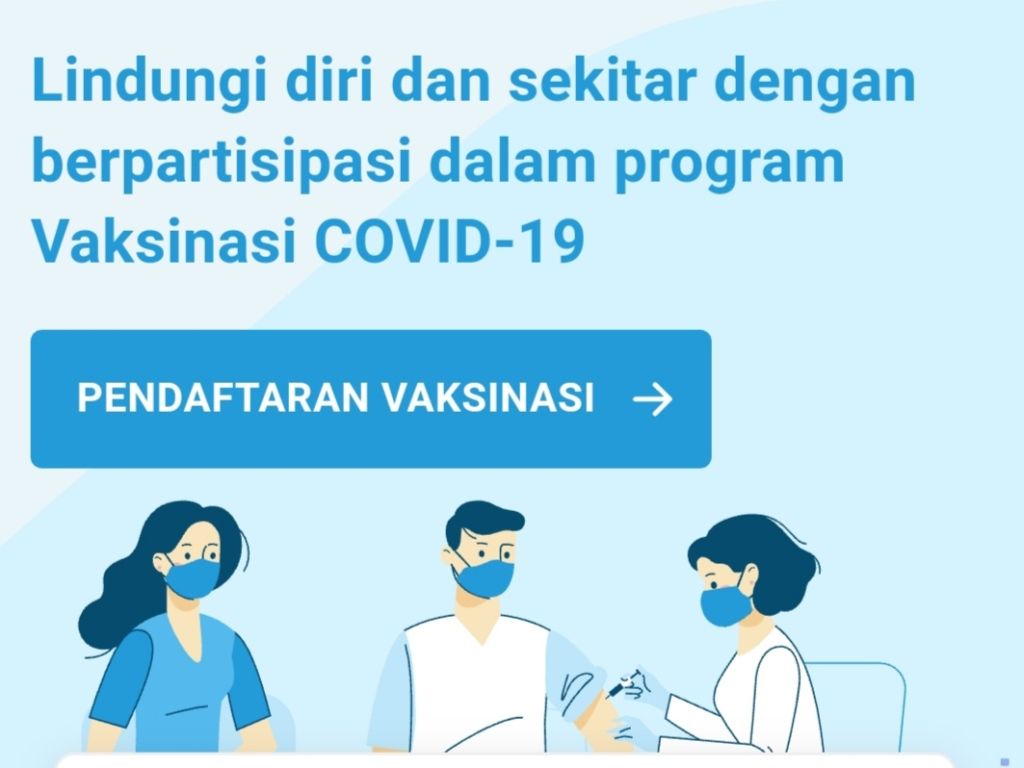 Lindungi diri dan sekitar dengan
berpartisipasi dalam program
Vaksinasi COVID-19
PENDAFTARAN VAKSINASI